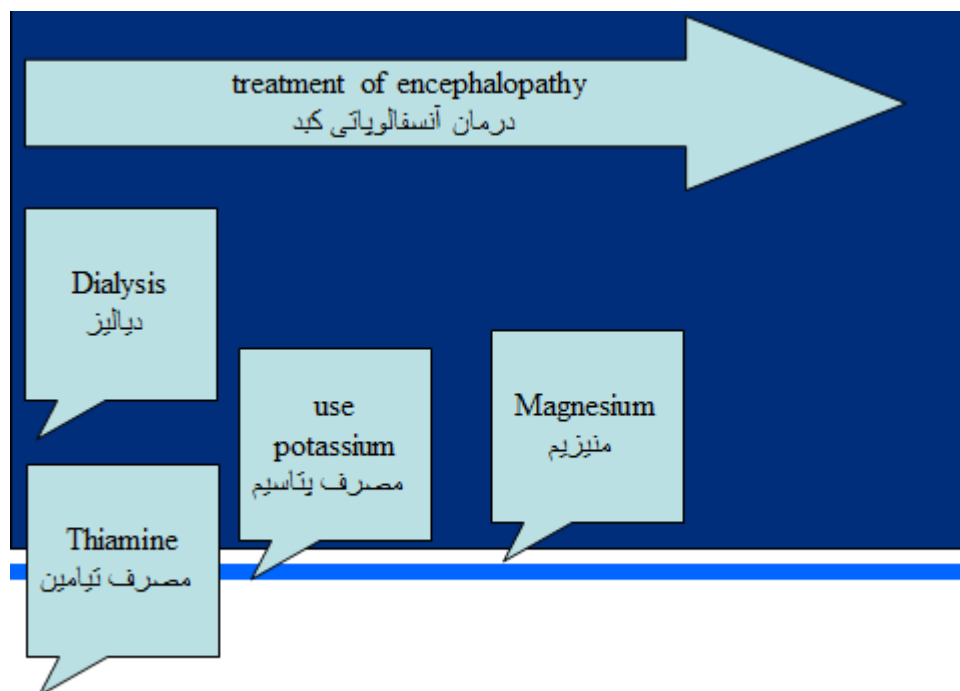 treatment of encephalopathy
درمان آنسفالوپاتی کبد
Dialysis
دیالیز
use
potassium
مصرف پتاسیم
Magnesium
منیزیم
Thiamine
مصرف تیامین